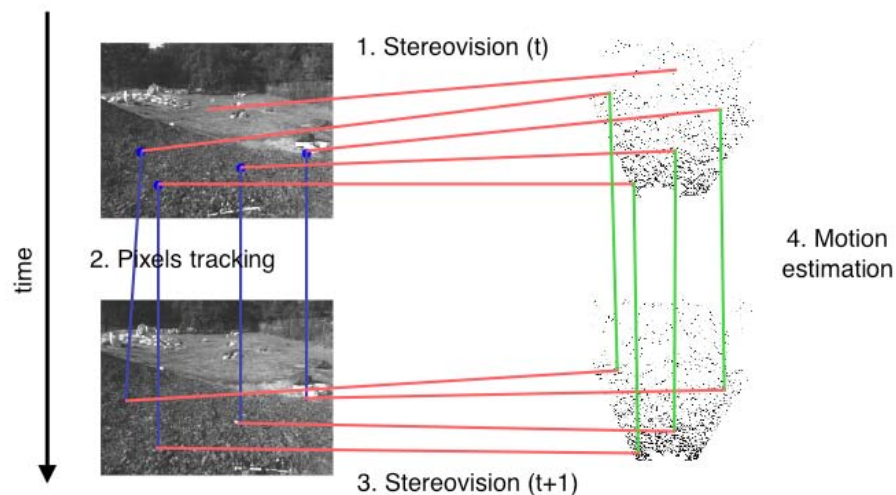 1. Stereovision (t)
2. Pixels tracking
time
4. Motion
estimation
3. Stereovision (t+1)